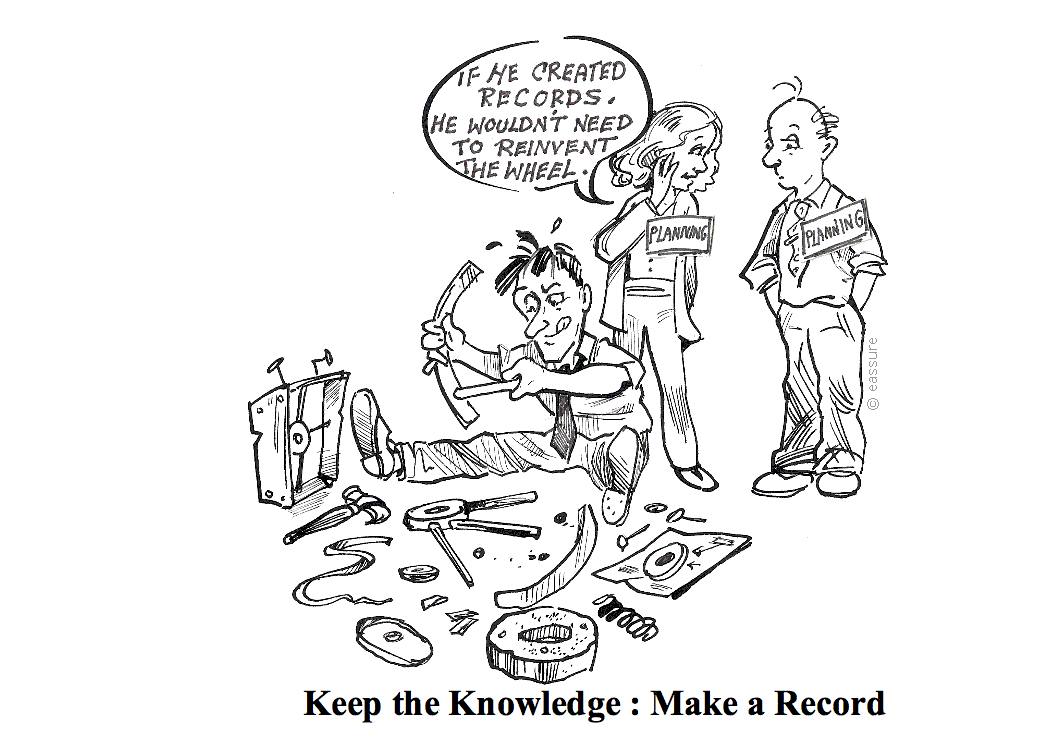 IF HE CREATED
RECORDS.
HE WOULDN'T NEED
TO REINVENT
THE WHEEL.
PLANNING
PLANNING
© eassure
Keep the Knowledge : Make a Record